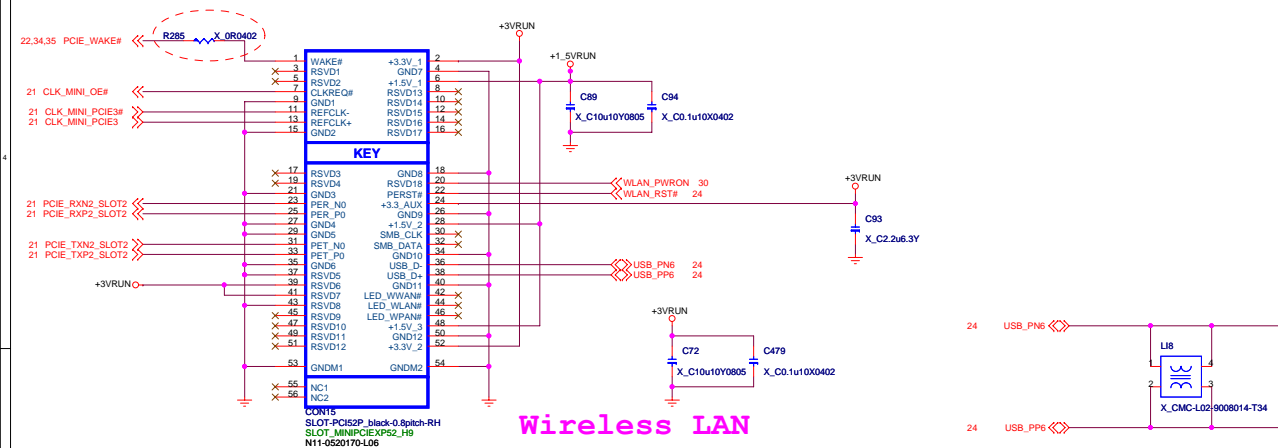 22,34,35 PCIE_WAKE#
R285 X_0R0402
+3VRUN
+1_5VRUN
1 WAKE# +3.3V_1 2
3 RSVD1 GND7 4
5 RSVD2 +1.5V_1 6
7 CLKREQ# RSVD13 8
9 GND1 RSVD14 10
11 REFCLK- RSVD15 12
13 REFCLK+ RSVD16 14
15 GND2 RSVD17 16
21 CLK_MINI_OE#
21 CLK_MINI_PCIE3#
21 CLK_MINI_PCIE3
C89
X_C10u10Y0805
C94
X_C0.1u10X0402
4
KEY
17 RSVD3 GND8 18
19 RSVD4 RSVD18 20
21 GND3 PERST# 22
23 PER_N0 +3.3_AUX 24
25 PER_P0 GND9 26
27 GND4 +1.5V_2 28
29 GND5 SMB_CLK 30
31 PET_N0 SMB_DATA 32
33 PET_P0 GND10 34
35 GND6 USB_D- 36
37 RSVD5 USB_D+ 38
39 RSVD6 GND11 40
41 RSVD7 LED_WWAN# 42
43 RSVD8 LED_WLAN# 44
45 RSVD9 LED_WPAN# 46
47 RSVD10 +1.5V_3 48
49 RSVD11 GND12 50
51 RSVD12 +3.3V_2 52
53 GNDM1 GNDM2 54
55 NC1
56 NC2
21 PCIE_RXN2_SLOT2
21 PCIE_RXP2_SLOT2
21 PCIE_TXN2_SLOT2
21 PCIE_TXP2_SLOT2
+3VRUN
WLAN_PWRON 30
WLAN_RST# 24
+3VRUN
C93
X_C2.2u6.3Y
USB_PN6 24
USB_PP6 24
+3VRUN
C72
X_C10u10Y0805
C479
X_C0.1u10X0402
24 USB_PN6
LI8
1 4
2 3
X_CMC-L02-9008014-T34
24 USB_PP6
CON15
SLOT-PCI52P_black-0.8pitch-RH
SLOT_MINIPCIEXP52_H9
N11-0520170-L06
Wireless LAN